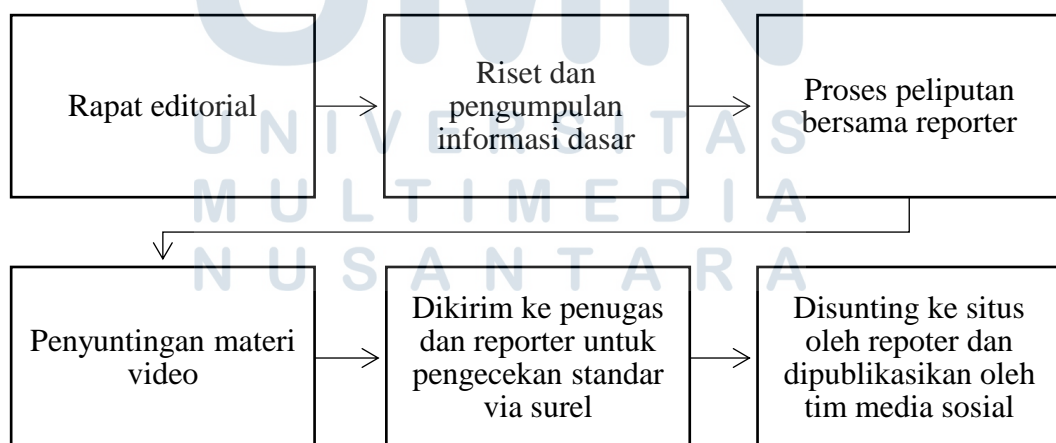 UMN
Rapat editorial
Riset dan
pengumpulan
informasi dasar
Proses peliputan
bersama reporter
UNIVERSITAS
MULTIMEDIA
NUSANTARA
Penyuntingan materi
video
Dikirim ke penugas
dan reporter untuk
pengecekan standar
via surel
Disunting ke situs
oleh repoter dan
dipublikasikan oleh
tim media sosial